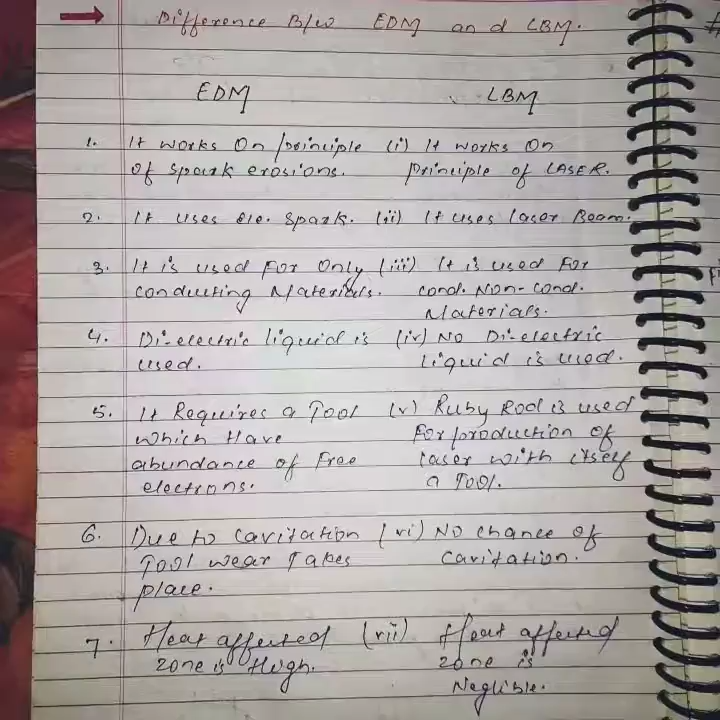 → Difference B/w EDM and LBM.
EDM LBM
1. It works On principle (i) It works On
of spark erosions. principle of LASER.
2. It uses ele. spark. (ii) It uses laser Beam.
3. It is used For Only (iii) It is used For
conducting Materials. cond. Non-cond.
Materials.
4. Di-electric liquid is (iv) No Di-electric
used. liquid is used.
5. It Requires a Tool (v) Ruby Rod is used
which Have For production of
abundance of Free laser with itself
electrons. a Tool.
6. Due to cavitation (vi) No chance of
Tool wear Takes cavitation.
place.
7. Heat affected (vii) Heat affected
zone is High. zone is
Neglible.